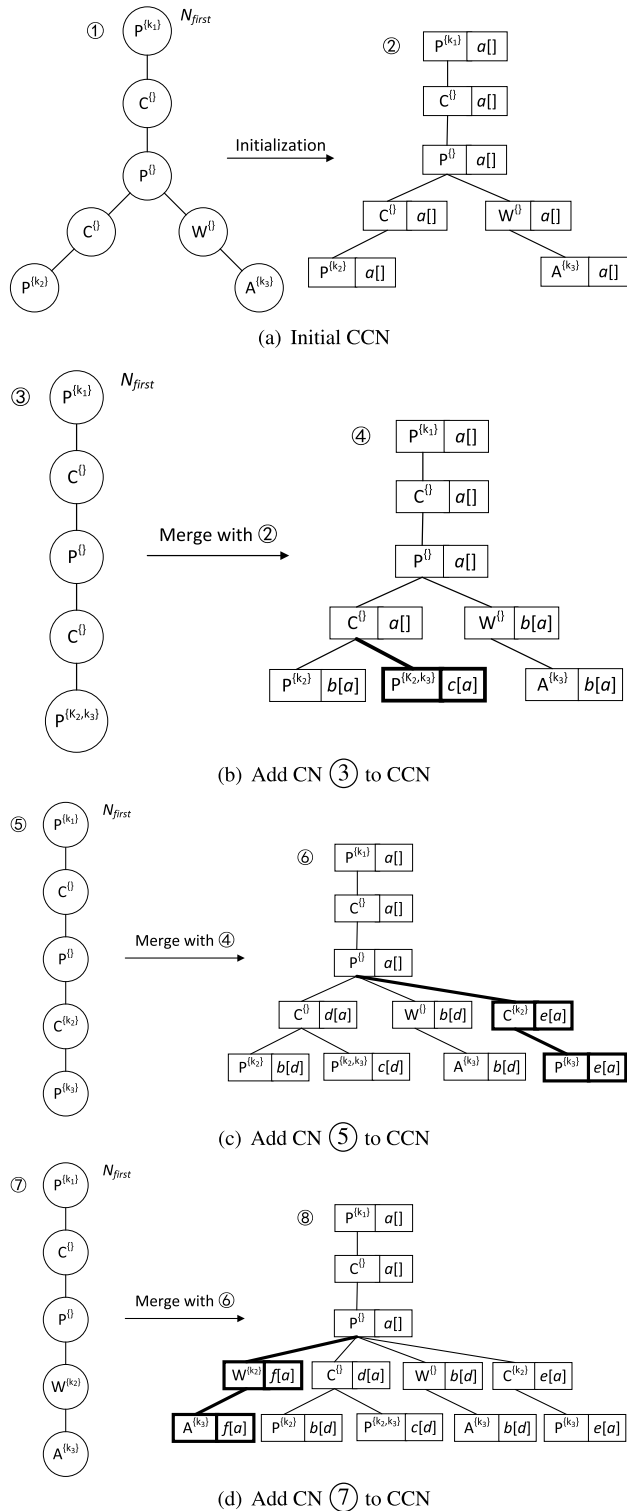 ① P^{k₁} N_first
② P^{k₁} a[]
C^{} C^{} a[]
P^{} Initialization P^{} a[]
C^{} W^{} C^{} a[] W^{} a[]
P^{k₂} A^{k₃} P^{k₂} a[] A^{k₃} a[]
(a) Initial CCN
③ P^{k₁} N_first
④ P^{k₁} a[]
C^{} C^{} a[]
P^{} Merge with ② P^{} a[]
C^{} C^{} a[] W^{} b[a]
P^{K₂,k₃} P^{k₂} b[a] P^{K₂,k₃} c[a] A^{k₃} b[a]
(b) Add CN ③ to CCN
⑤ P^{k₁} N_first
⑥ P^{k₁} a[]
C^{} C^{} a[]
P^{} Merge with ④ P^{} a[]
C^{k₂} C^{} d[a] W^{} b[d] C^{k₂} e[a]
P^{k₃} P^{k₂} b[d] P^{k₂,k₃} c[d] A^{k₃} b[d] P^{k₃} e[a]
(c) Add CN ⑤ to CCN
⑦ P^{k₁} N_first
⑧ P^{k₁} a[]
C^{} C^{} a[]
P^{} Merge with ⑥ P^{} a[]
W^{k₂} W^{k₂} f[a] C^{} d[a] W^{} b[d] C^{k₂} e[a]
A^{k₃} A^{k₃} f[a] P^{k₂} b[d] P^{k₂,k₃} c[d] A^{k₃} b[d] P^{k₃} e[a]
(d) Add CN ⑦ to CCN